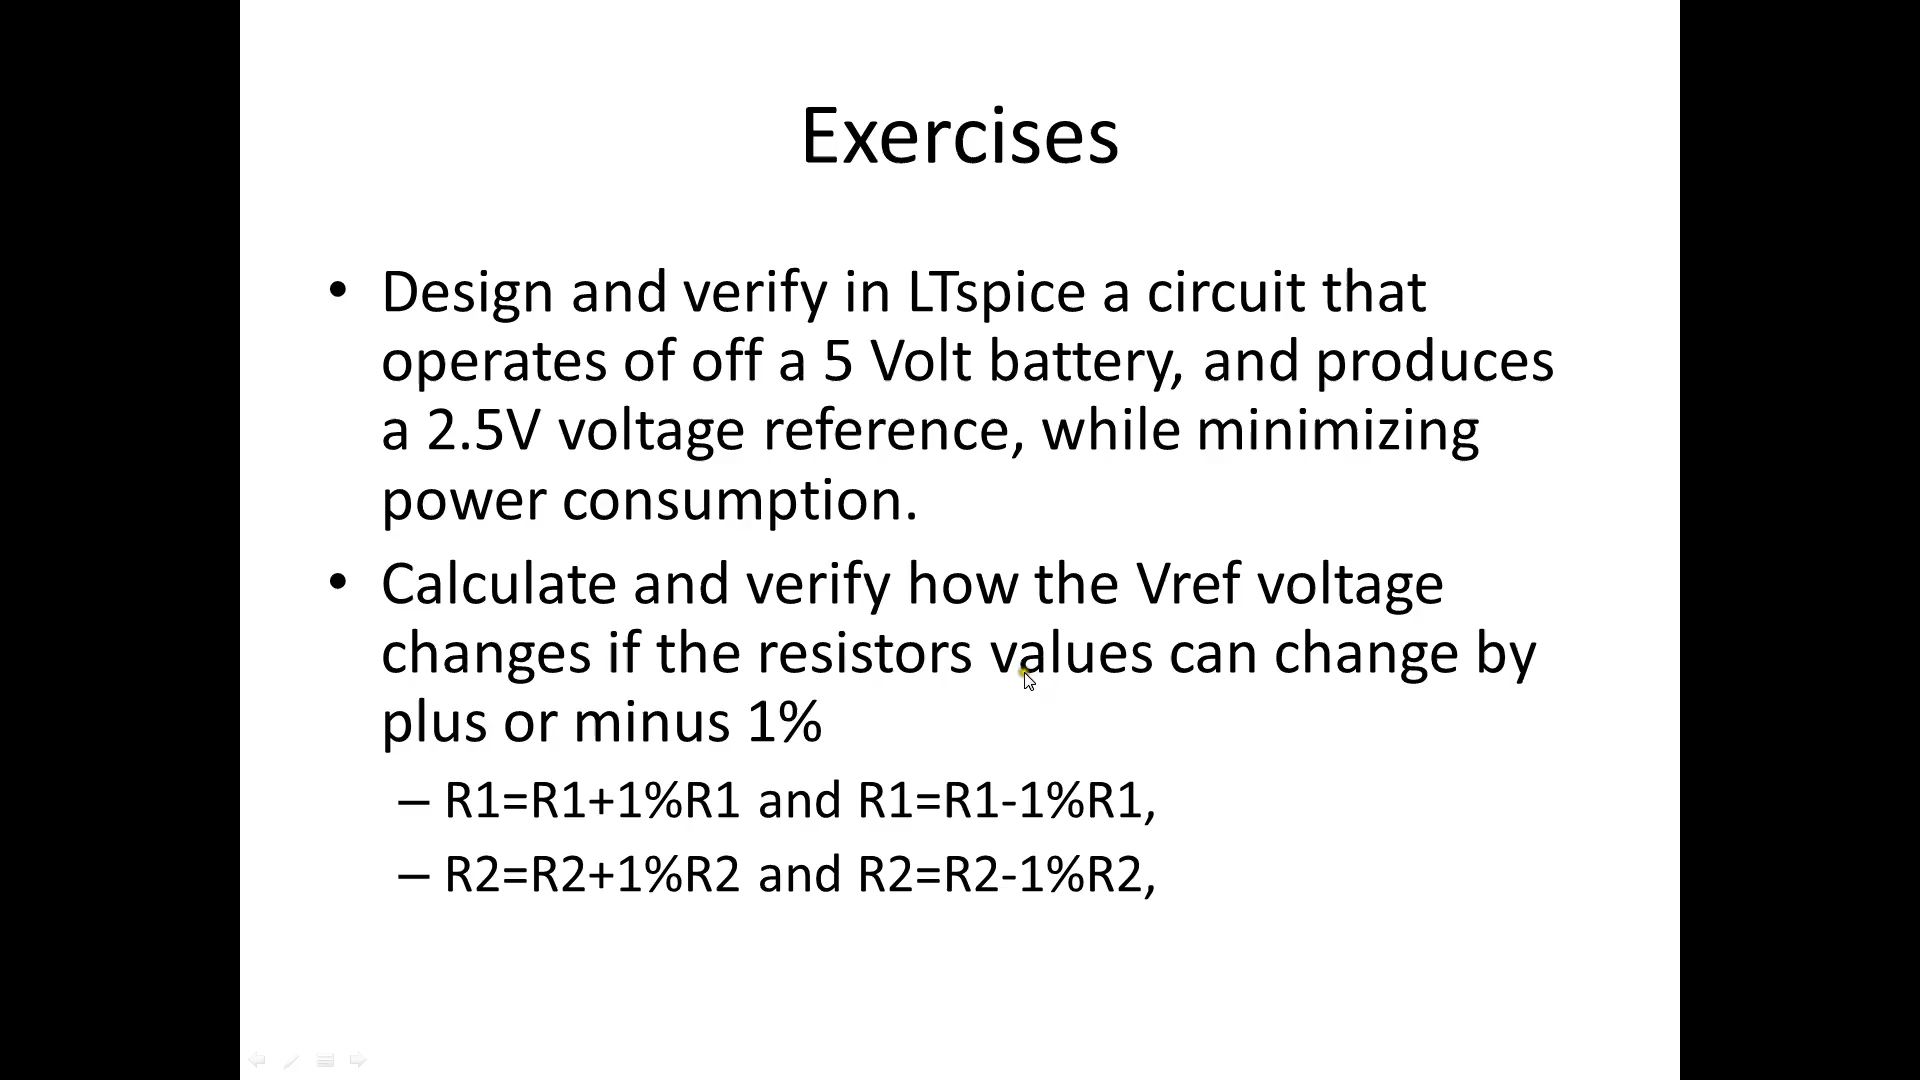 Exercises
• Design and verify in LTspice a circuit that
operates of off a 5 Volt battery, and produces
a 2.5V voltage reference, while minimizing
power consumption.
• Calculate and verify how the Vref voltage
changes if the resistors values can change by
plus or minus 1%
– R1=R1+1%R1 and R1=R1-1%R1,
– R2=R2+1%R2 and R2=R2-1%R2,